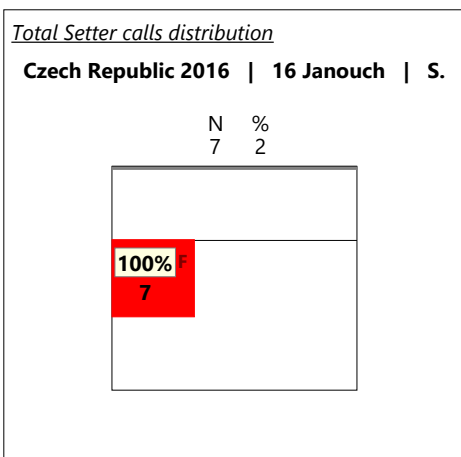 Total Setter calls distribution
Czech Republic 2016 | 16 Janouch | S.
N %
7 2
100% F
7